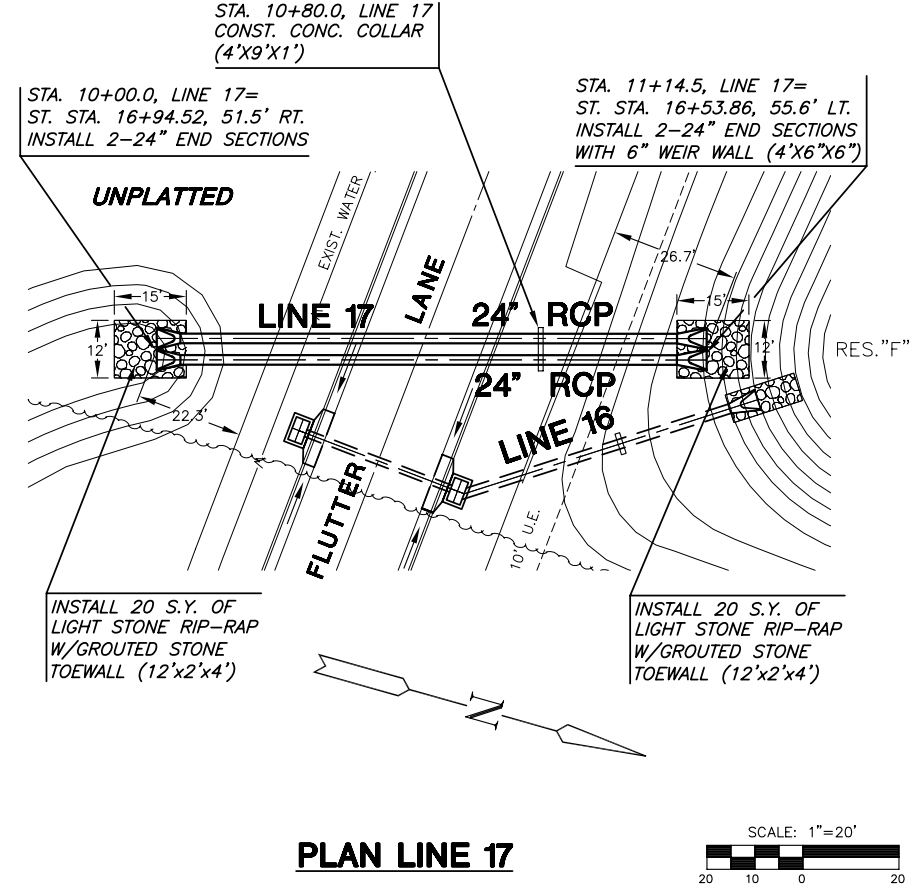 STA. 10+80.0, LINE 17
CONST. CONC. COLLAR
(4'X9'X1')
STA. 10+00.0, LINE 17=
ST. STA. 16+94.52, 51.5' RT.
INSTALL 2-24" END SECTIONS
STA. 11+14.5, LINE 17=
ST. STA. 16+53.86, 55.6' LT.
INSTALL 2-24" END SECTIONS
WITH 6" WEIR WALL (4'X6"X6")
UNPLATTED
EXIST. WATER
LANE
26.7'
15'
15'
LINE 17
24" RCP
12'
12'
RES."F"
24" RCP
22.3'
LINE 16
FLUTTER
10' U.E.
INSTALL 20 S.Y. OF
LIGHT STONE RIP-RAP
W/GROUTED STONE
TOEWALL (12'x2'x4')
INSTALL 20 S.Y. OF
LIGHT STONE RIP-RAP
W/GROUTED STONE
TOEWALL (12'x2'x4')
N
PLAN LINE 17
SCALE: 1"=20'
20 10 0 20